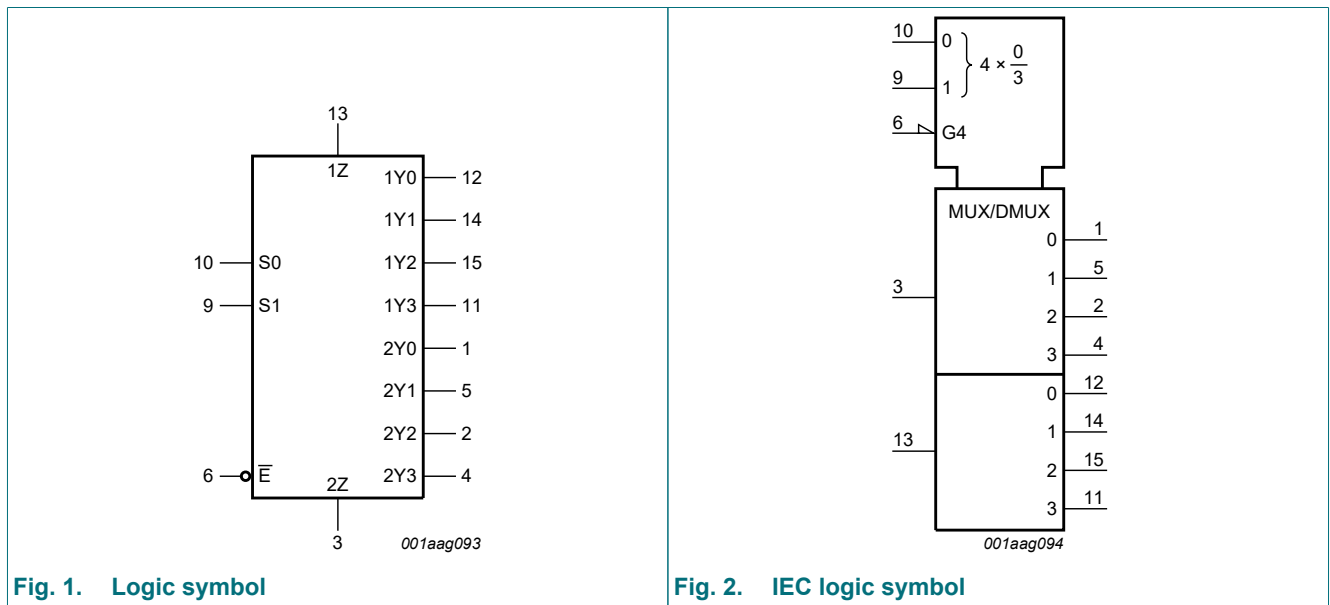 13
1Z
1Y0 12
1Y1 14
10 S0 1Y2 15
9 S1 1Y3 11
2Y0 1
2Y1 5
2Y2 2
6 E̅ 2Y3 4
2Z
3
001aag093
Fig. 1. Logic symbol
10 0
9 1
4 × 0/3
6 G4
MUX/DMUX
0 1
1 5
3
2 2
3 4
0 12
1 14
13
2 15
3 11
001aag094
Fig. 2. IEC logic symbol